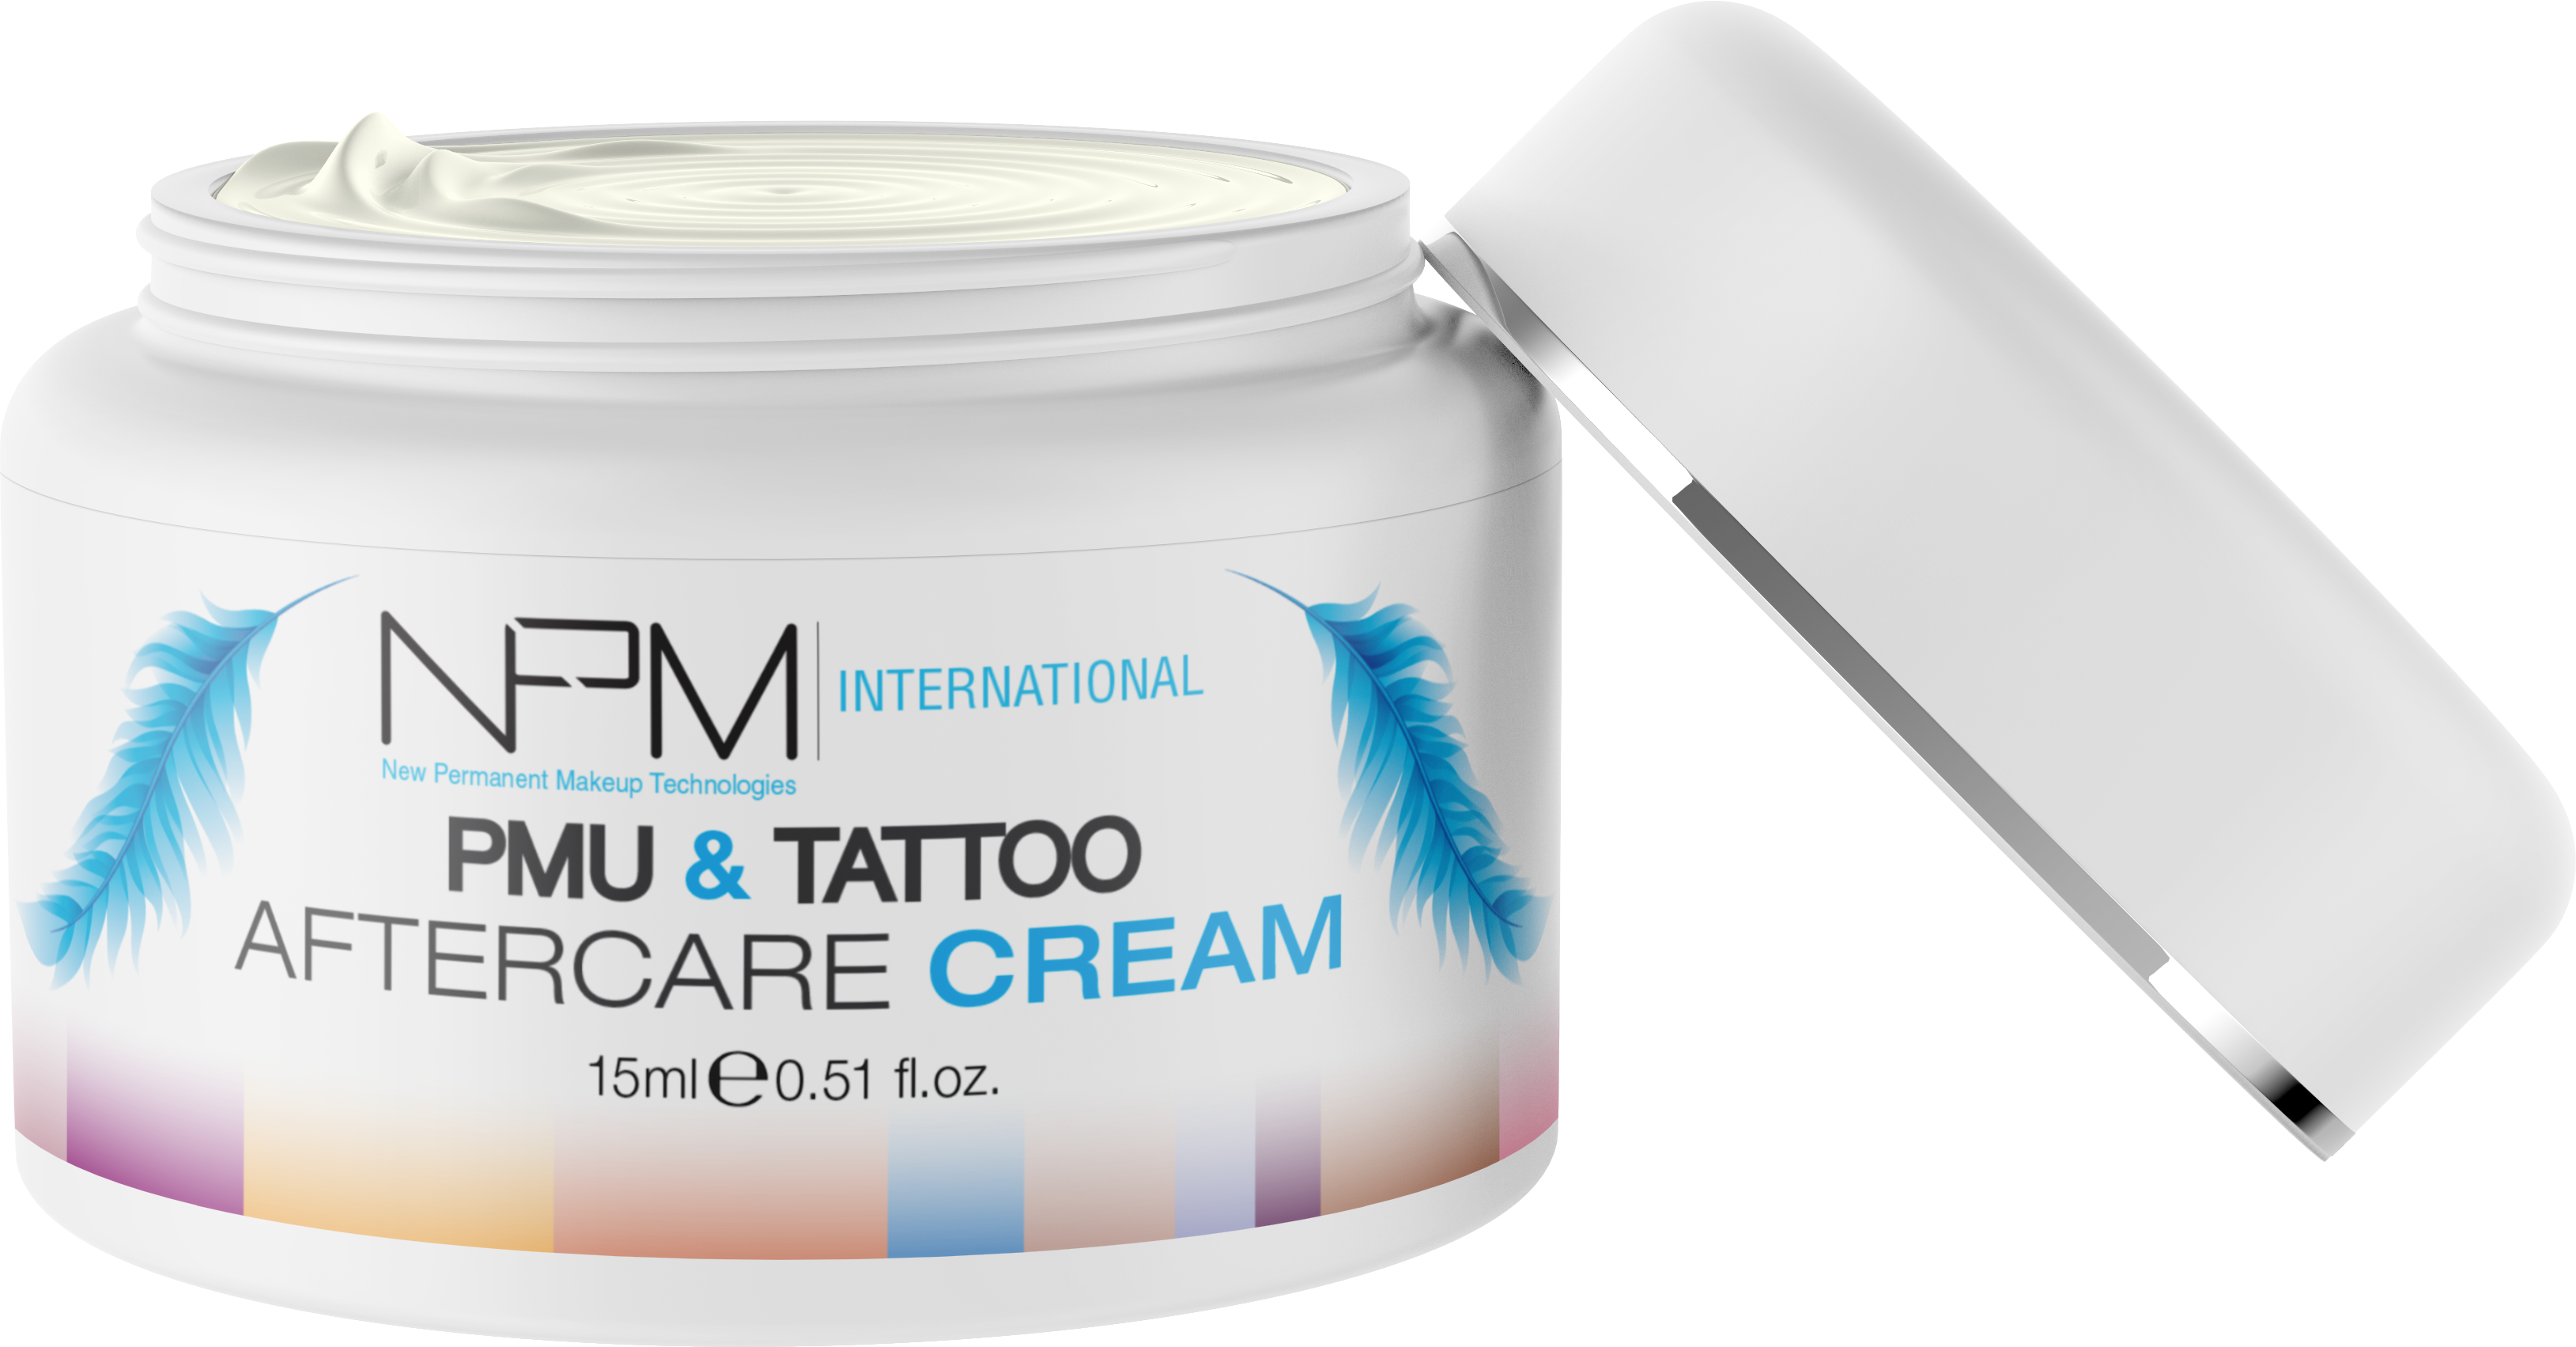 NPM INTERNATIONAL
New Permanent Makeup Technologies
PMU & TATTOO
AFTERCARE CREAM
15ml e 0.51 fl.oz.